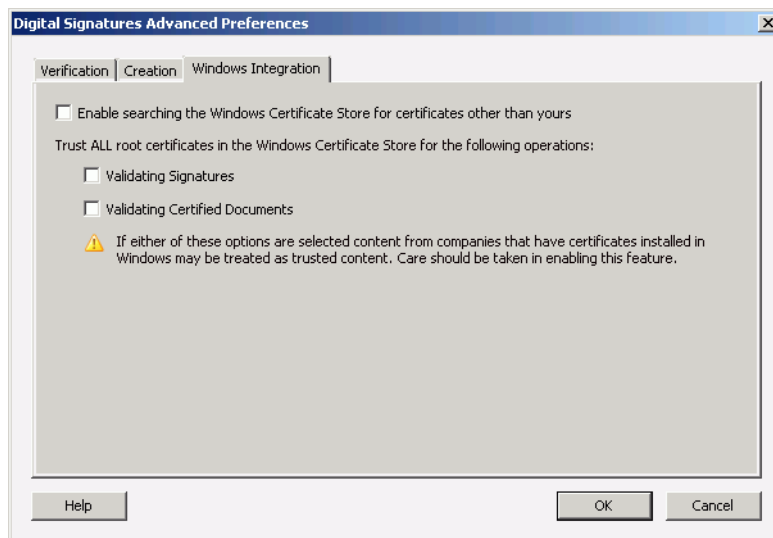 Digital Signatures Advanced Preferences
Verification Creation Windows Integration
Enable searching the Windows Certificate Store for certificates other than yours
Trust ALL root certificates in the Windows Certificate Store for the following operations:
Validating Signatures
Validating Certified Documents
If either of these options are selected content from companies that have certificates installed in
Windows may be treated as trusted content. Care should be taken in enabling this feature.
Help OK Cancel